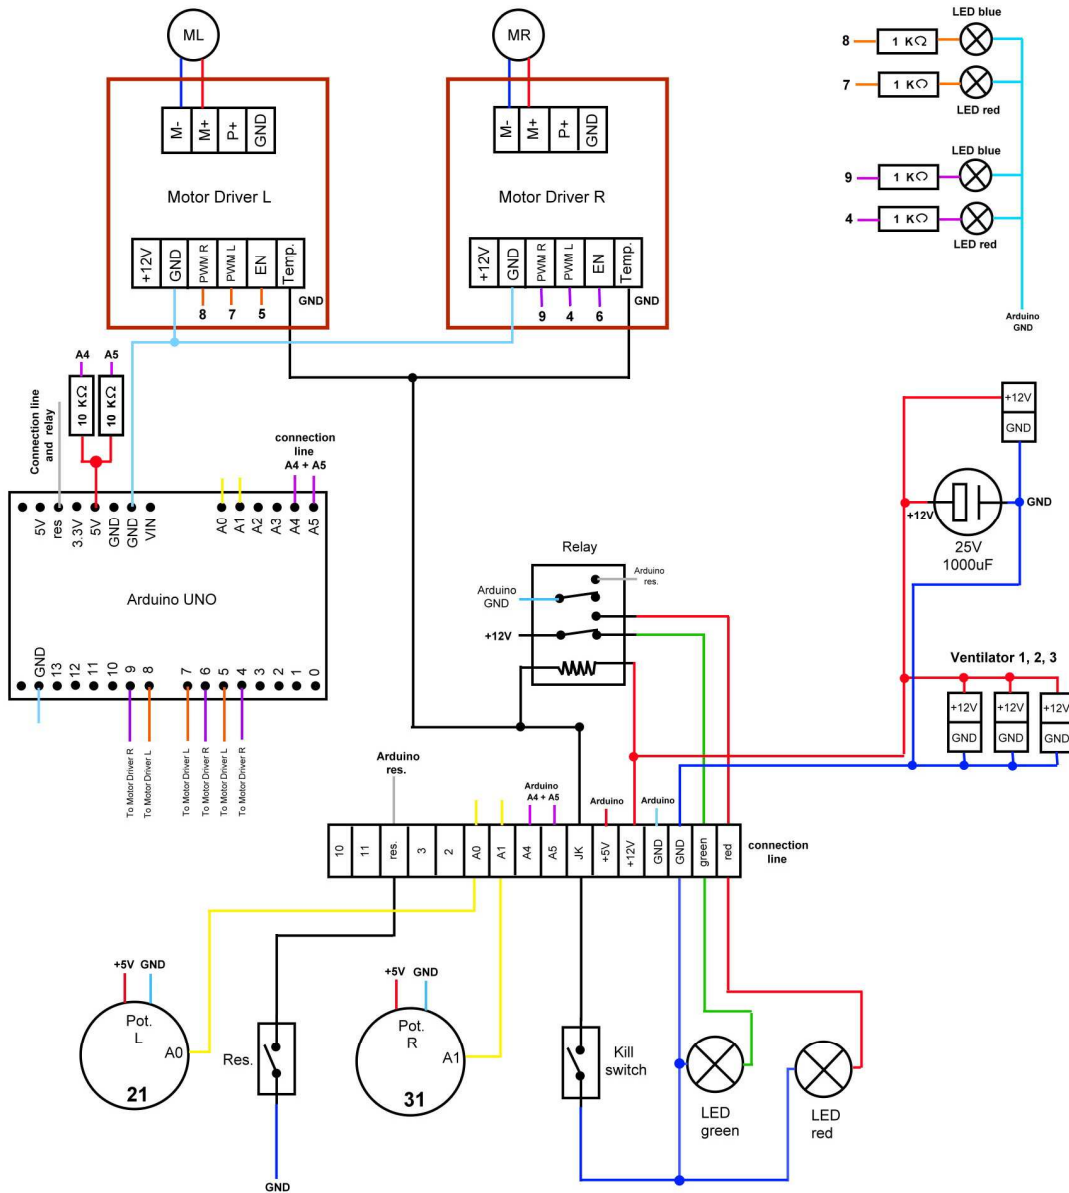 LED blue
8
1 KΩ
7
1 KΩ
LED red
LED blue
9
1 KΩ
4
1 KΩ
LED red
Arduino
GND
ML
M-
M+
P+
GND
Motor Driver L
+12V
GND
PWM R
PWM L
EN
Temp.
GND
8
7
5
MR
M-
M+
P+
GND
Motor Driver R
+12V
GND
PWM R
PWM L
EN
Temp.
GND
9
4
6
A4
A5
10 KΩ
10 KΩ
Connection line
and relay
connection
line
A4 + A5
5V
res
3.3V
5V
GND
GND
VIN
A0
A1
A2
A3
A4
A5
Arduino UNO
GND
13
12
11
10
9
8
7
6
5
4
3
2
1
0
To Motor Driver R
To Motor Driver L
To Motor Driver L
To Motor Driver R
To Motor Driver L
To Motor Driver R
Relay
Arduino
res.
Arduino
GND
+12V
+12V
GND
+12V
GND
25V
1000uF
Ventilator 1, 2, 3
+12V
GND
+12V
GND
+12V
GND
Arduino
res.
Arduino
A4 + A5
Arduino
Arduino
10
11
res.
3
2
A0
A1
A4
A5
JK
+5V
+12V
GND
GND
green
red
connection
line
+5V GND
Pot.
L
A0
21
Res.
GND
+5V GND
Pot.
R
A1
31
Kill
switch
LED
green
LED
red